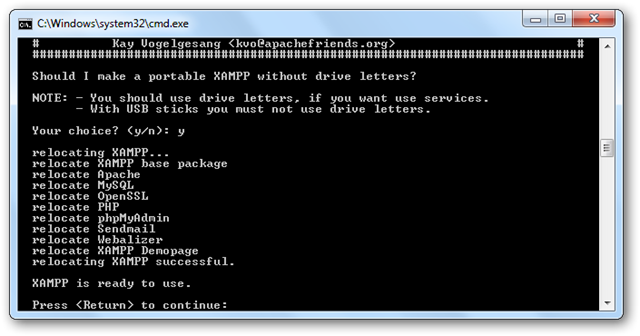 C:\Windows\system32\cmd.exe
# Kay Vogelgesang <kvo@apachefriends.org> #
###########################################################################
Should I make a portable XAMPP without drive letters?
NOTE: - You should use drive letters, if you want use services.
- With USB sticks you must not use drive letters.
Your choice? (y/n): y
relocating XAMPP...
relocate XAMPP base package
relocate Apache
relocate MySQL
relocate OpenSSL
relocate PHP
relocate phpMyAdmin
relocate Sendmail
relocate Webalizer
relocate XAMPP Demopage
relocating XAMPP successful.
XAMPP is ready to use.
Press <Return> to continue: